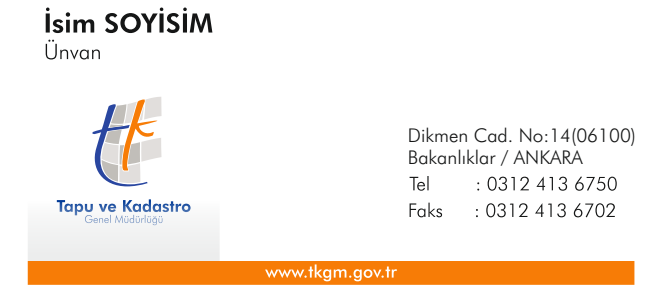 İsim SOYİSİM
Ünvan
tk
Tapu ve Kadastro
Genel Müdürlüğü
Dikmen Cad. No:14(06100)
Bakanlıklar / ANKARA
Tel : 0312 413 6750
Faks : 0312 413 6702
www.tkgm.gov.tr